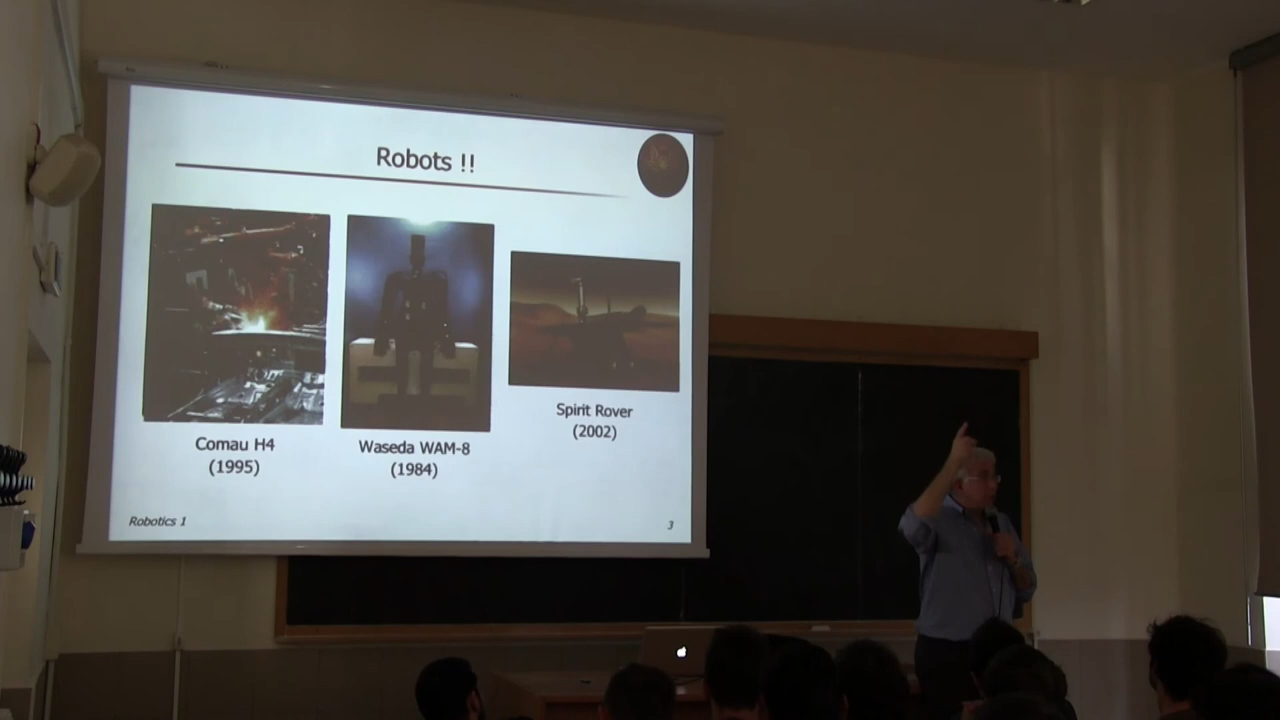 Robots !!
Comau H4
(1995)
Waseda WAM-8
(1984)
Spirit Rover
(2002)
Robotics 1
3